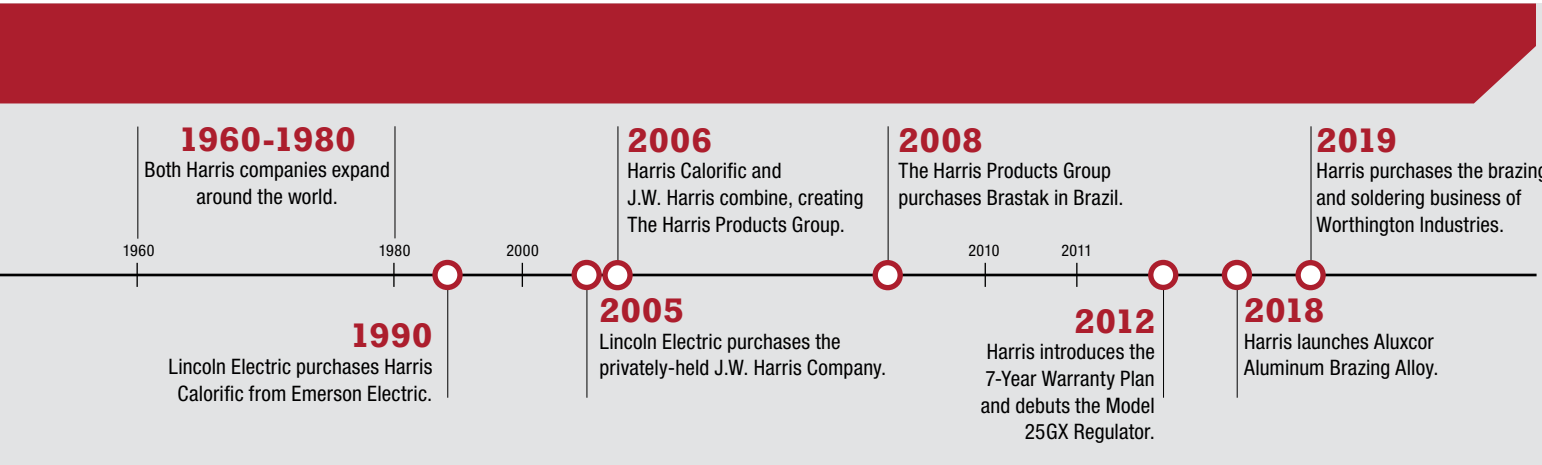 1960-1980
Both Harris companies expand
around the world.
2006
Harris Calorific and
J.W. Harris combine, creating
The Harris Products Group.
2008
The Harris Products Group
purchases Brastak in Brazil.
2019
Harris purchases the brazing
and soldering business of
Worthington Industries.
1960
1980
2000
2010
2011
1990
Lincoln Electric purchases Harris
Calorific from Emerson Electric.
2005
Lincoln Electric purchases the
privately-held J.W. Harris Company.
2012
Harris introduces the
7-Year Warranty Plan
and debuts the Model
25GX Regulator.
2018
Harris launches Aluxcor
Aluminum Brazing Alloy.